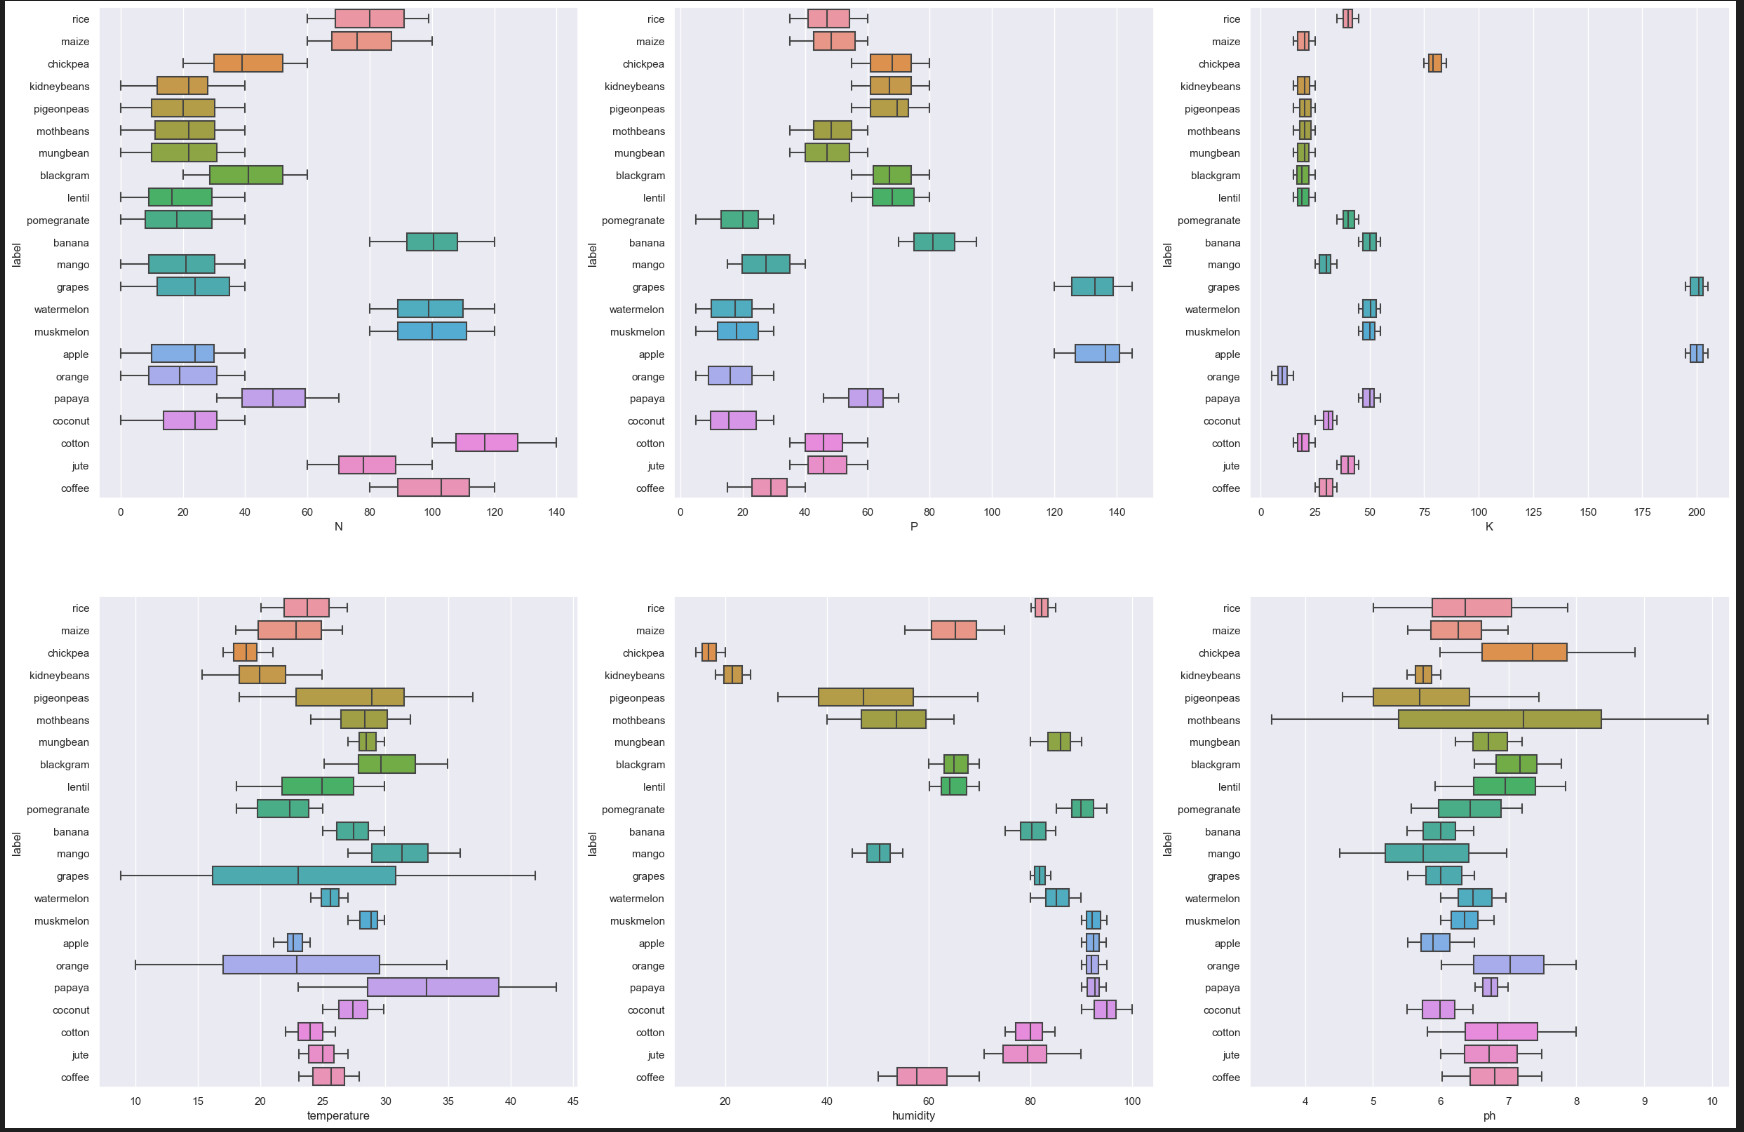 rice
maize
chickpea
kidneybeans
pigeonpeas
mothbeans
mungbean
blackgram
lentil
pomegranate
banana
mango
grapes
watermelon
muskmelon
apple
orange
papaya
coconut
cotton
jute
coffee
label
0 20 40 60 80 100 120 140
N
rice
maize
chickpea
kidneybeans
pigeonpeas
mothbeans
mungbean
blackgram
lentil
pomegranate
banana
mango
grapes
watermelon
muskmelon
apple
orange
papaya
coconut
cotton
jute
coffee
label
0 20 40 60 80 100 120 140
P
rice
maize
chickpea
kidneybeans
pigeonpeas
mothbeans
mungbean
blackgram
lentil
pomegranate
banana
mango
grapes
watermelon
muskmelon
apple
orange
papaya
coconut
cotton
jute
coffee
label
0 25 50 75 100 125 150 175 200
K
rice
maize
chickpea
kidneybeans
pigeonpeas
mothbeans
mungbean
blackgram
lentil
pomegranate
banana
mango
grapes
watermelon
muskmelon
apple
orange
papaya
coconut
cotton
jute
coffee
label
10 15 20 25 30 35 40 45
temperature
rice
maize
chickpea
kidneybeans
pigeonpeas
mothbeans
mungbean
blackgram
lentil
pomegranate
banana
mango
grapes
watermelon
muskmelon
apple
orange
papaya
coconut
cotton
jute
coffee
label
20 40 60 80 100
humidity
rice
maize
chickpea
kidneybeans
pigeonpeas
mothbeans
mungbean
blackgram
lentil
pomegranate
banana
mango
grapes
watermelon
muskmelon
apple
orange
papaya
coconut
cotton
jute
coffee
label
4 5 6 7 8 9 10
ph